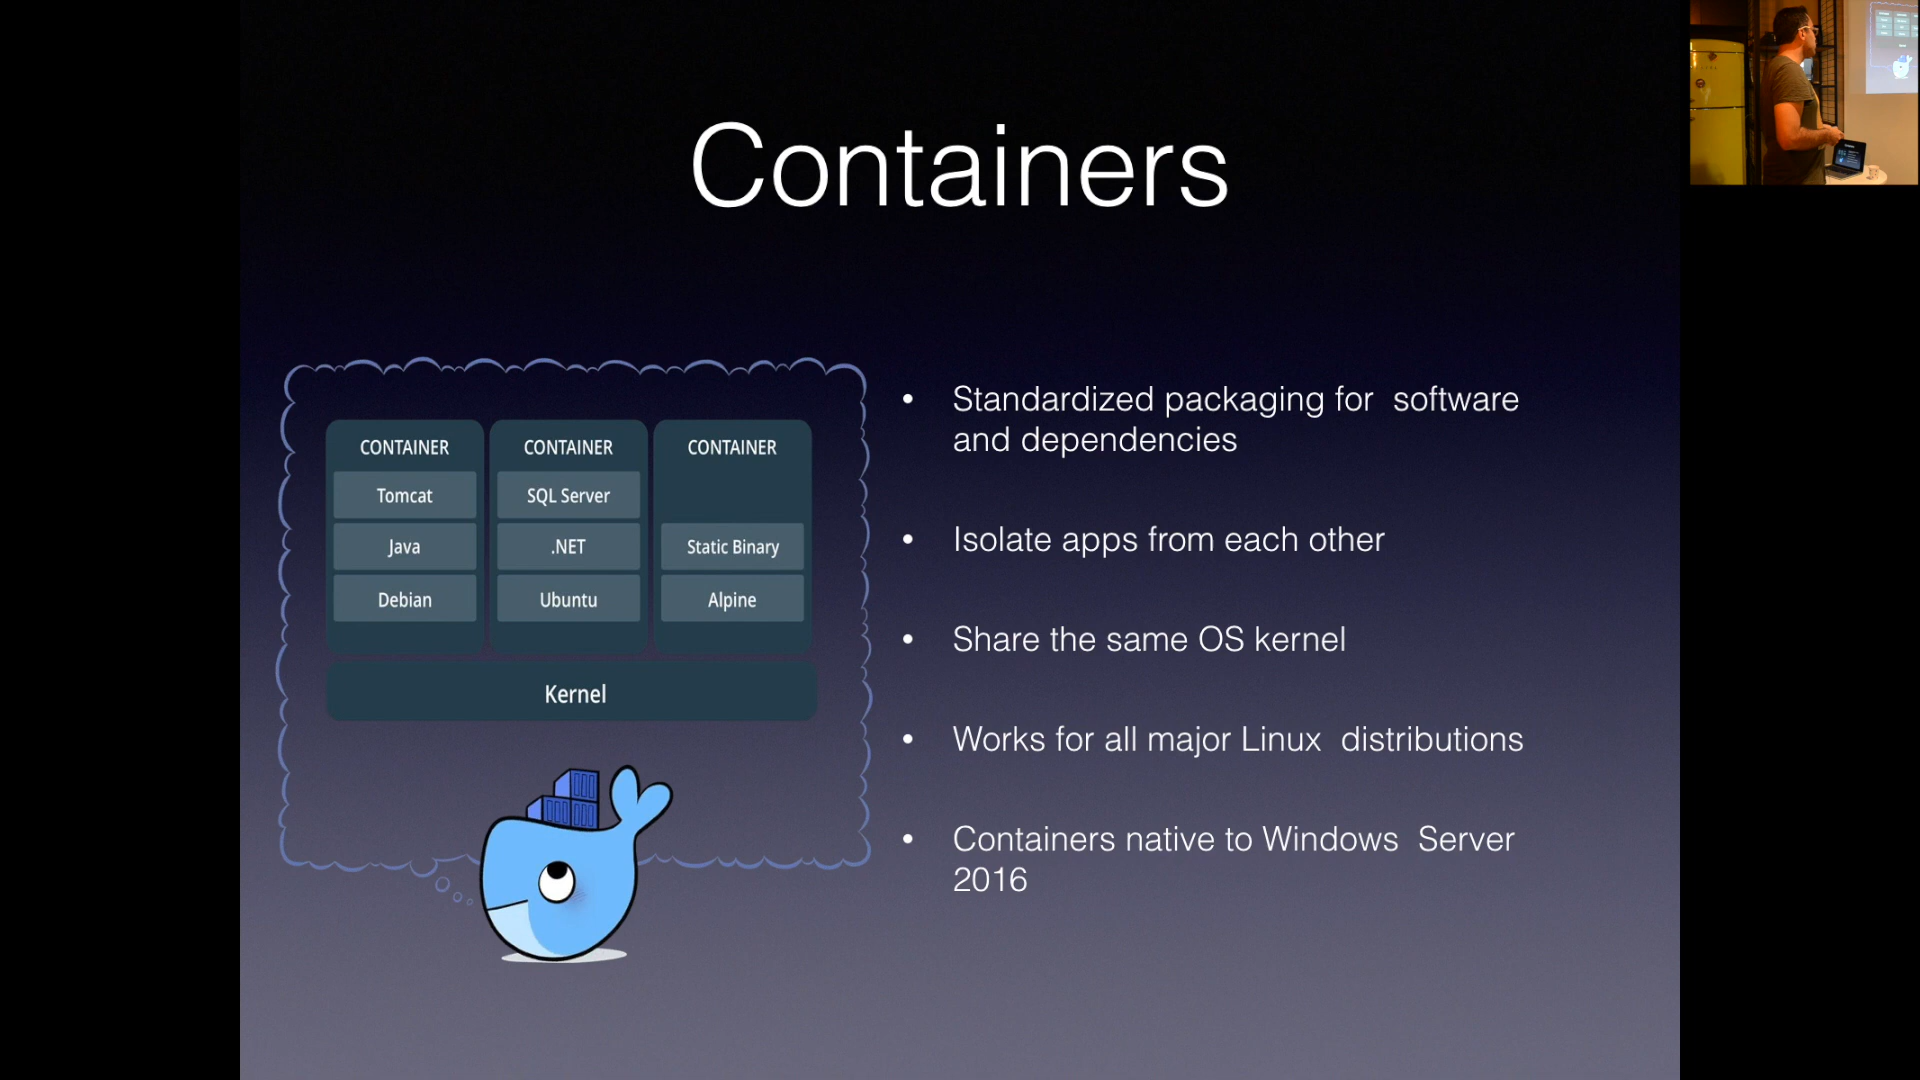 Containers
CONTAINER
Tomcat
Java
Debian
CONTAINER
SQL Server
.NET
Ubuntu
CONTAINER
Static Binary
Alpine
Kernel
• Standardized packaging for software
and dependencies
• Isolate apps from each other
• Share the same OS kernel
• Works for all major Linux distributions
• Containers native to Windows Server
2016